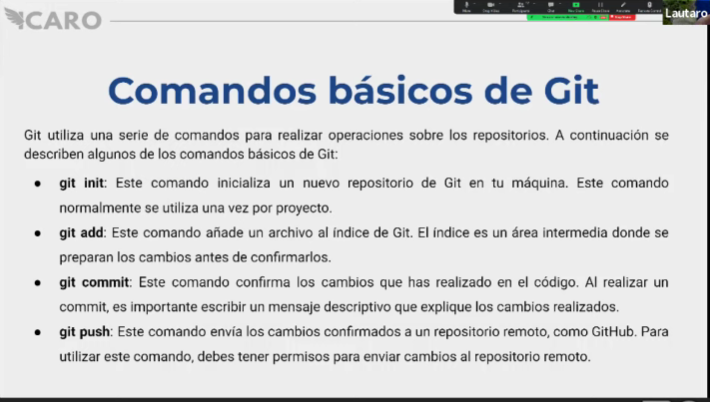 ICARO
Lautaro
Comandos básicos de Git
Git utiliza una serie de comandos para realizar operaciones sobre los repositorios. A continuación se
describen algunos de los comandos básicos de Git:
● git init: Este comando inicializa un nuevo repositorio de Git en tu máquina. Este comando
normalmente se utiliza una vez por proyecto.
● git add: Este comando añade un archivo al índice de Git. El índice es un área intermedia donde se
preparan los cambios antes de confirmarlos.
● git commit: Este comando confirma los cambios que has realizado en el código. Al realizar un
commit, es importante escribir un mensaje descriptivo que explique los cambios realizados.
● git push: Este comando envía los cambios confirmados a un repositorio remoto, como GitHub. Para
utilizar este comando, debes tener permisos para enviar cambios al repositorio remoto.